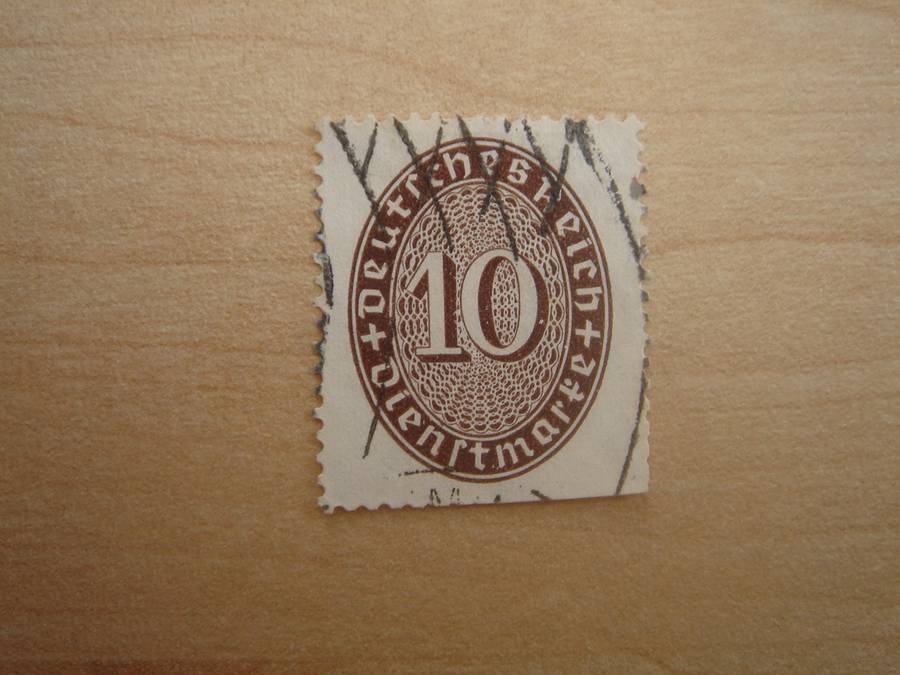 Deutsches Reich
10
+ Dienstmarke +